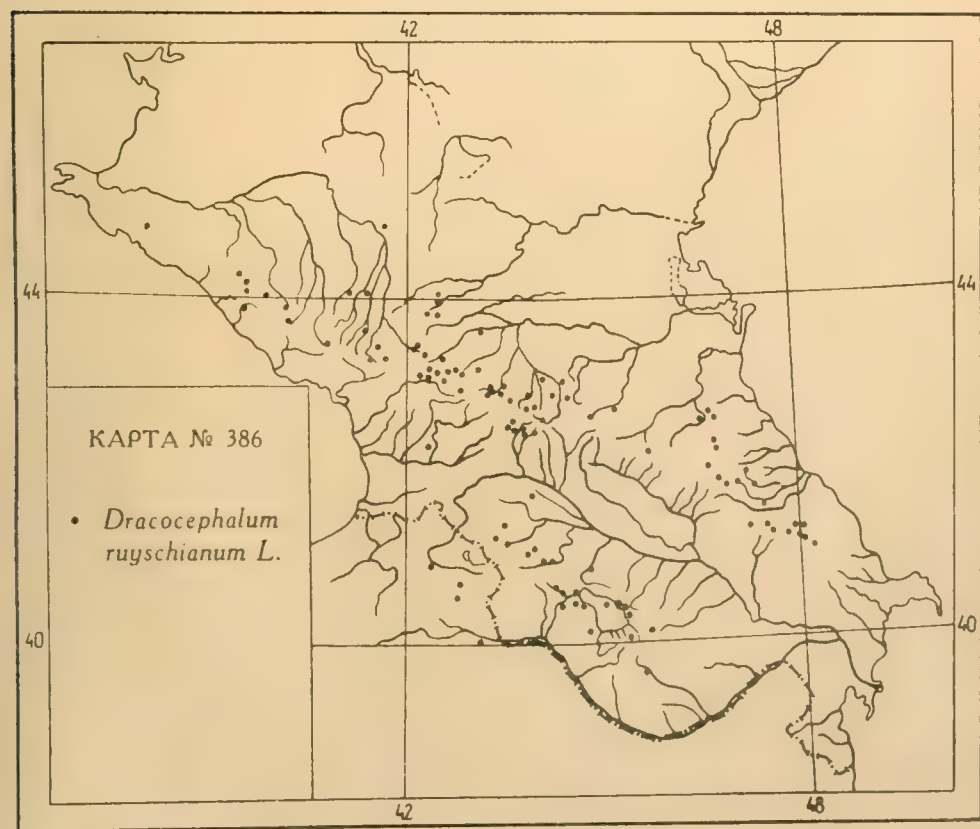 42 48
44 44
КАРТА № 386
• Dracocephalum
ruyschianum L.
40 40
42 48